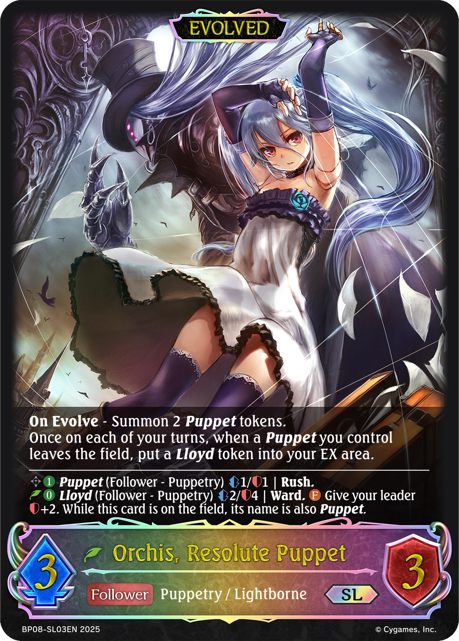 EVOLVED
On Evolve - Summon 2 Puppet tokens.
Once on each of your turns, when a Puppet you control
leaves the field, put a Lloyd token into your EX area.
1 Puppet (Follower - Puppetry) 1/1 | Rush.
0 Lloyd (Follower - Puppetry) 2/4 | Ward. F Give your leader
+2. While this card is on the field, its name is also Puppet.
Orchis, Resolute Puppet
3
Follower Puppetry / Lightborne SL
3
BP08-SL03EN 2025
© Cygames, Inc.